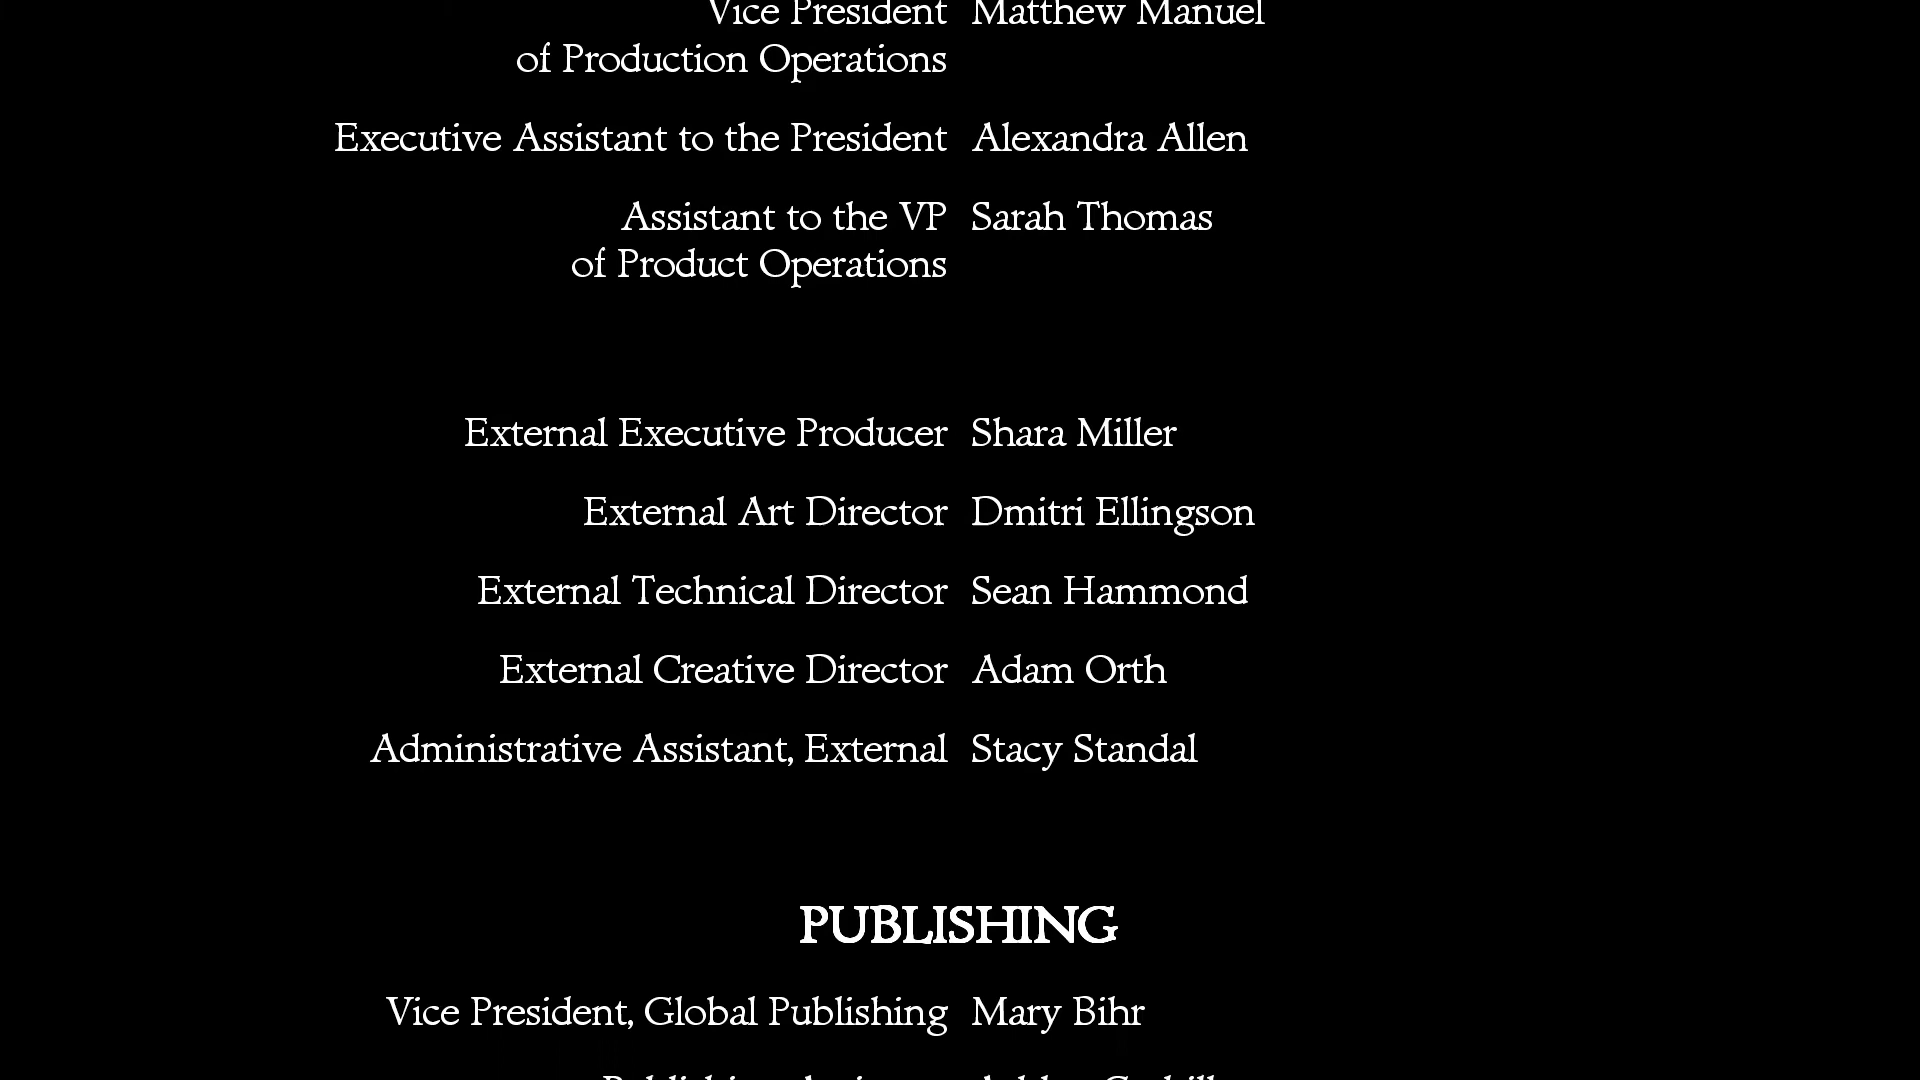 Vice President Matthew Manuel
of Production Operations
Executive Assistant to the President Alexandra Allen
Assistant to the VP Sarah Thomas
of Product Operations
External Executive Producer Shara Miller
External Art Director Dmitri Ellingson
External Technical Director Sean Hammond
External Creative Director Adam Orth
Administrative Assistant, External Stacy Standal
PUBLISHING
Vice President, Global Publishing Mary Bihr